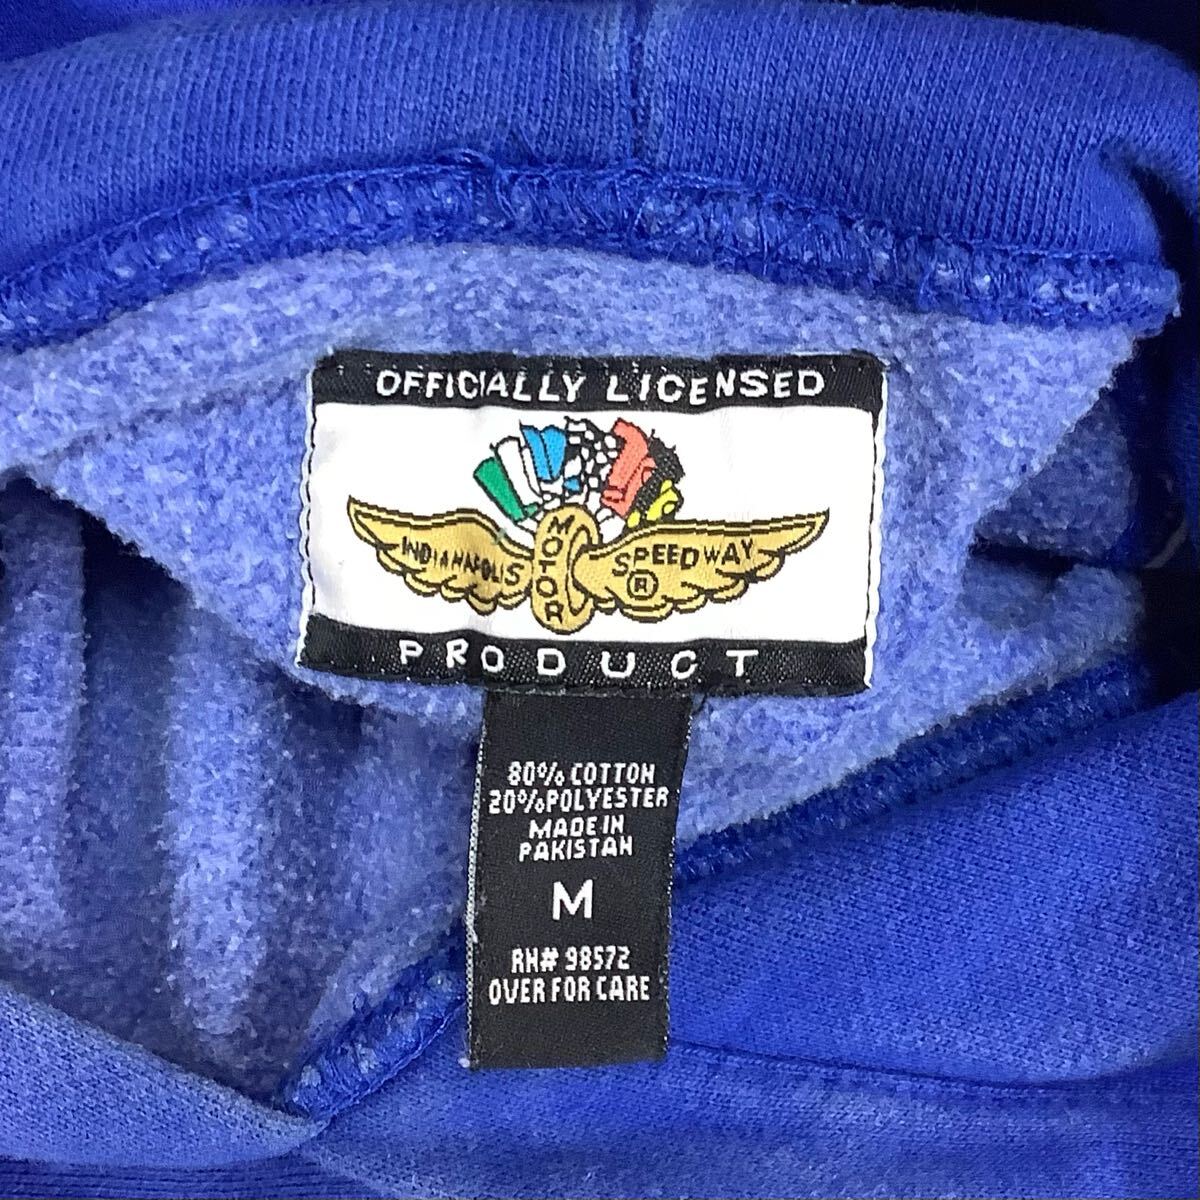 OFFICIALLY LICENSED
INDIANAPOLIS MOTOR SPEEDWAY
®
PRODUCT
80% COTTON
20% POLYESTER
MADE IN
PAKISTAN
M
RN# 98572
OVER FOR CARE